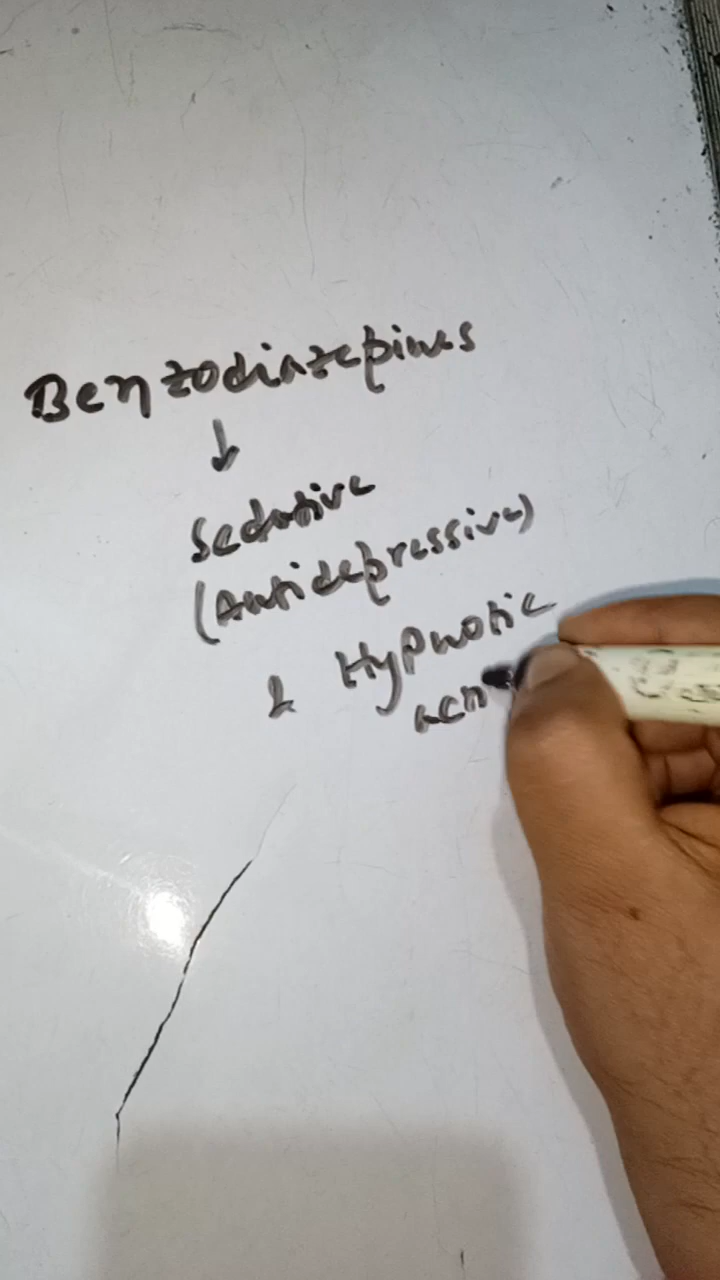 Benzodiazepines
↓
Sedative
(Antidepressive)
& Hypnotic
acn